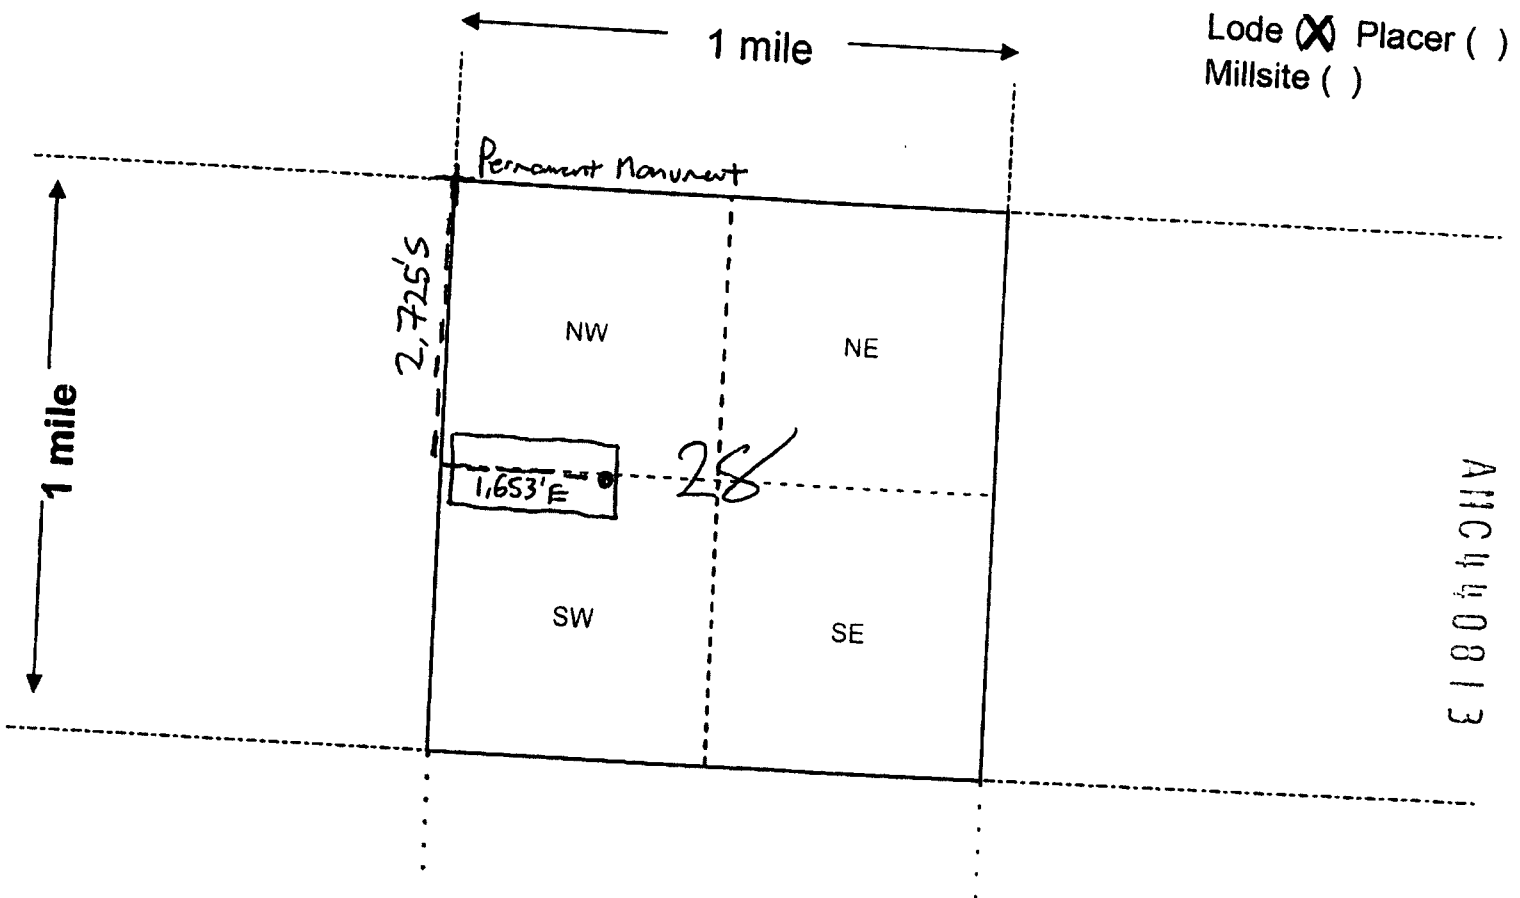 1 mile
Lode (X) Placer ( )
Millsite ( )
Permanent Monument
2,725'S
1 mile
NW
NE
28
1,653' E
SW
SE
AMC440813